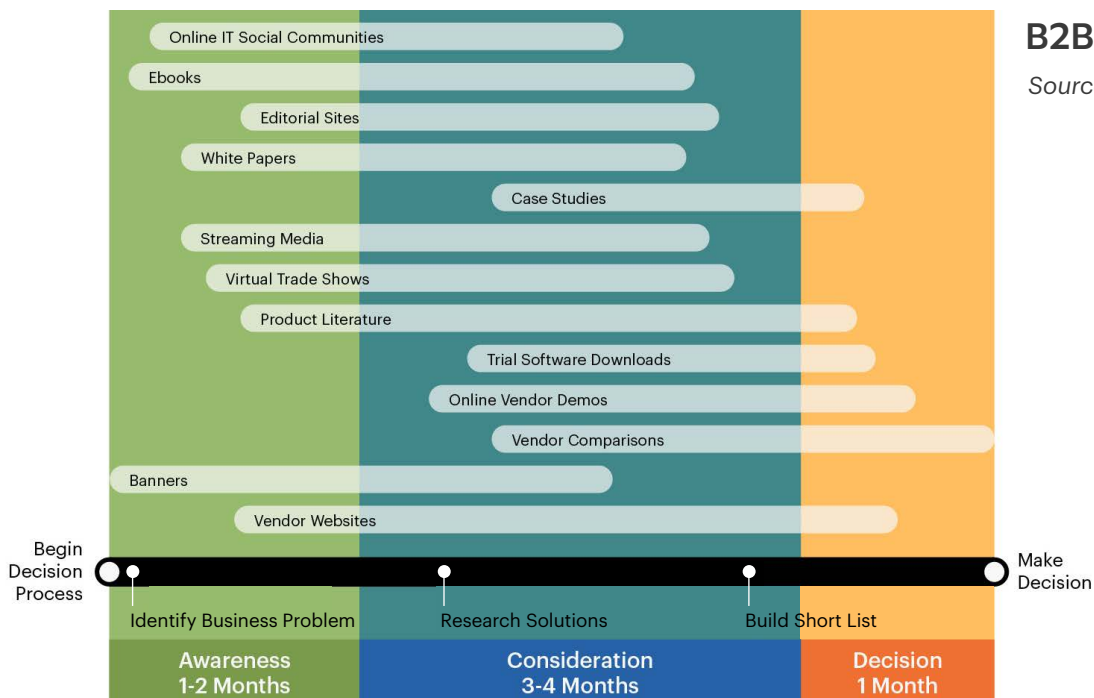 B2B
Sourc
Online IT Social Communities
Ebooks
Editorial Sites
White Papers
Case Studies
Streaming Media
Virtual Trade Shows
Product Literature
Trial Software Downloads
Online Vendor Demos
Vendor Comparisons
Banners
Vendor Websites
Begin
Decision
Process
Make
Decision
Identify Business Problem
Research Solutions
Build Short List
Awareness
1-2 Months
Consideration
3-4 Months
Decision
1 Month